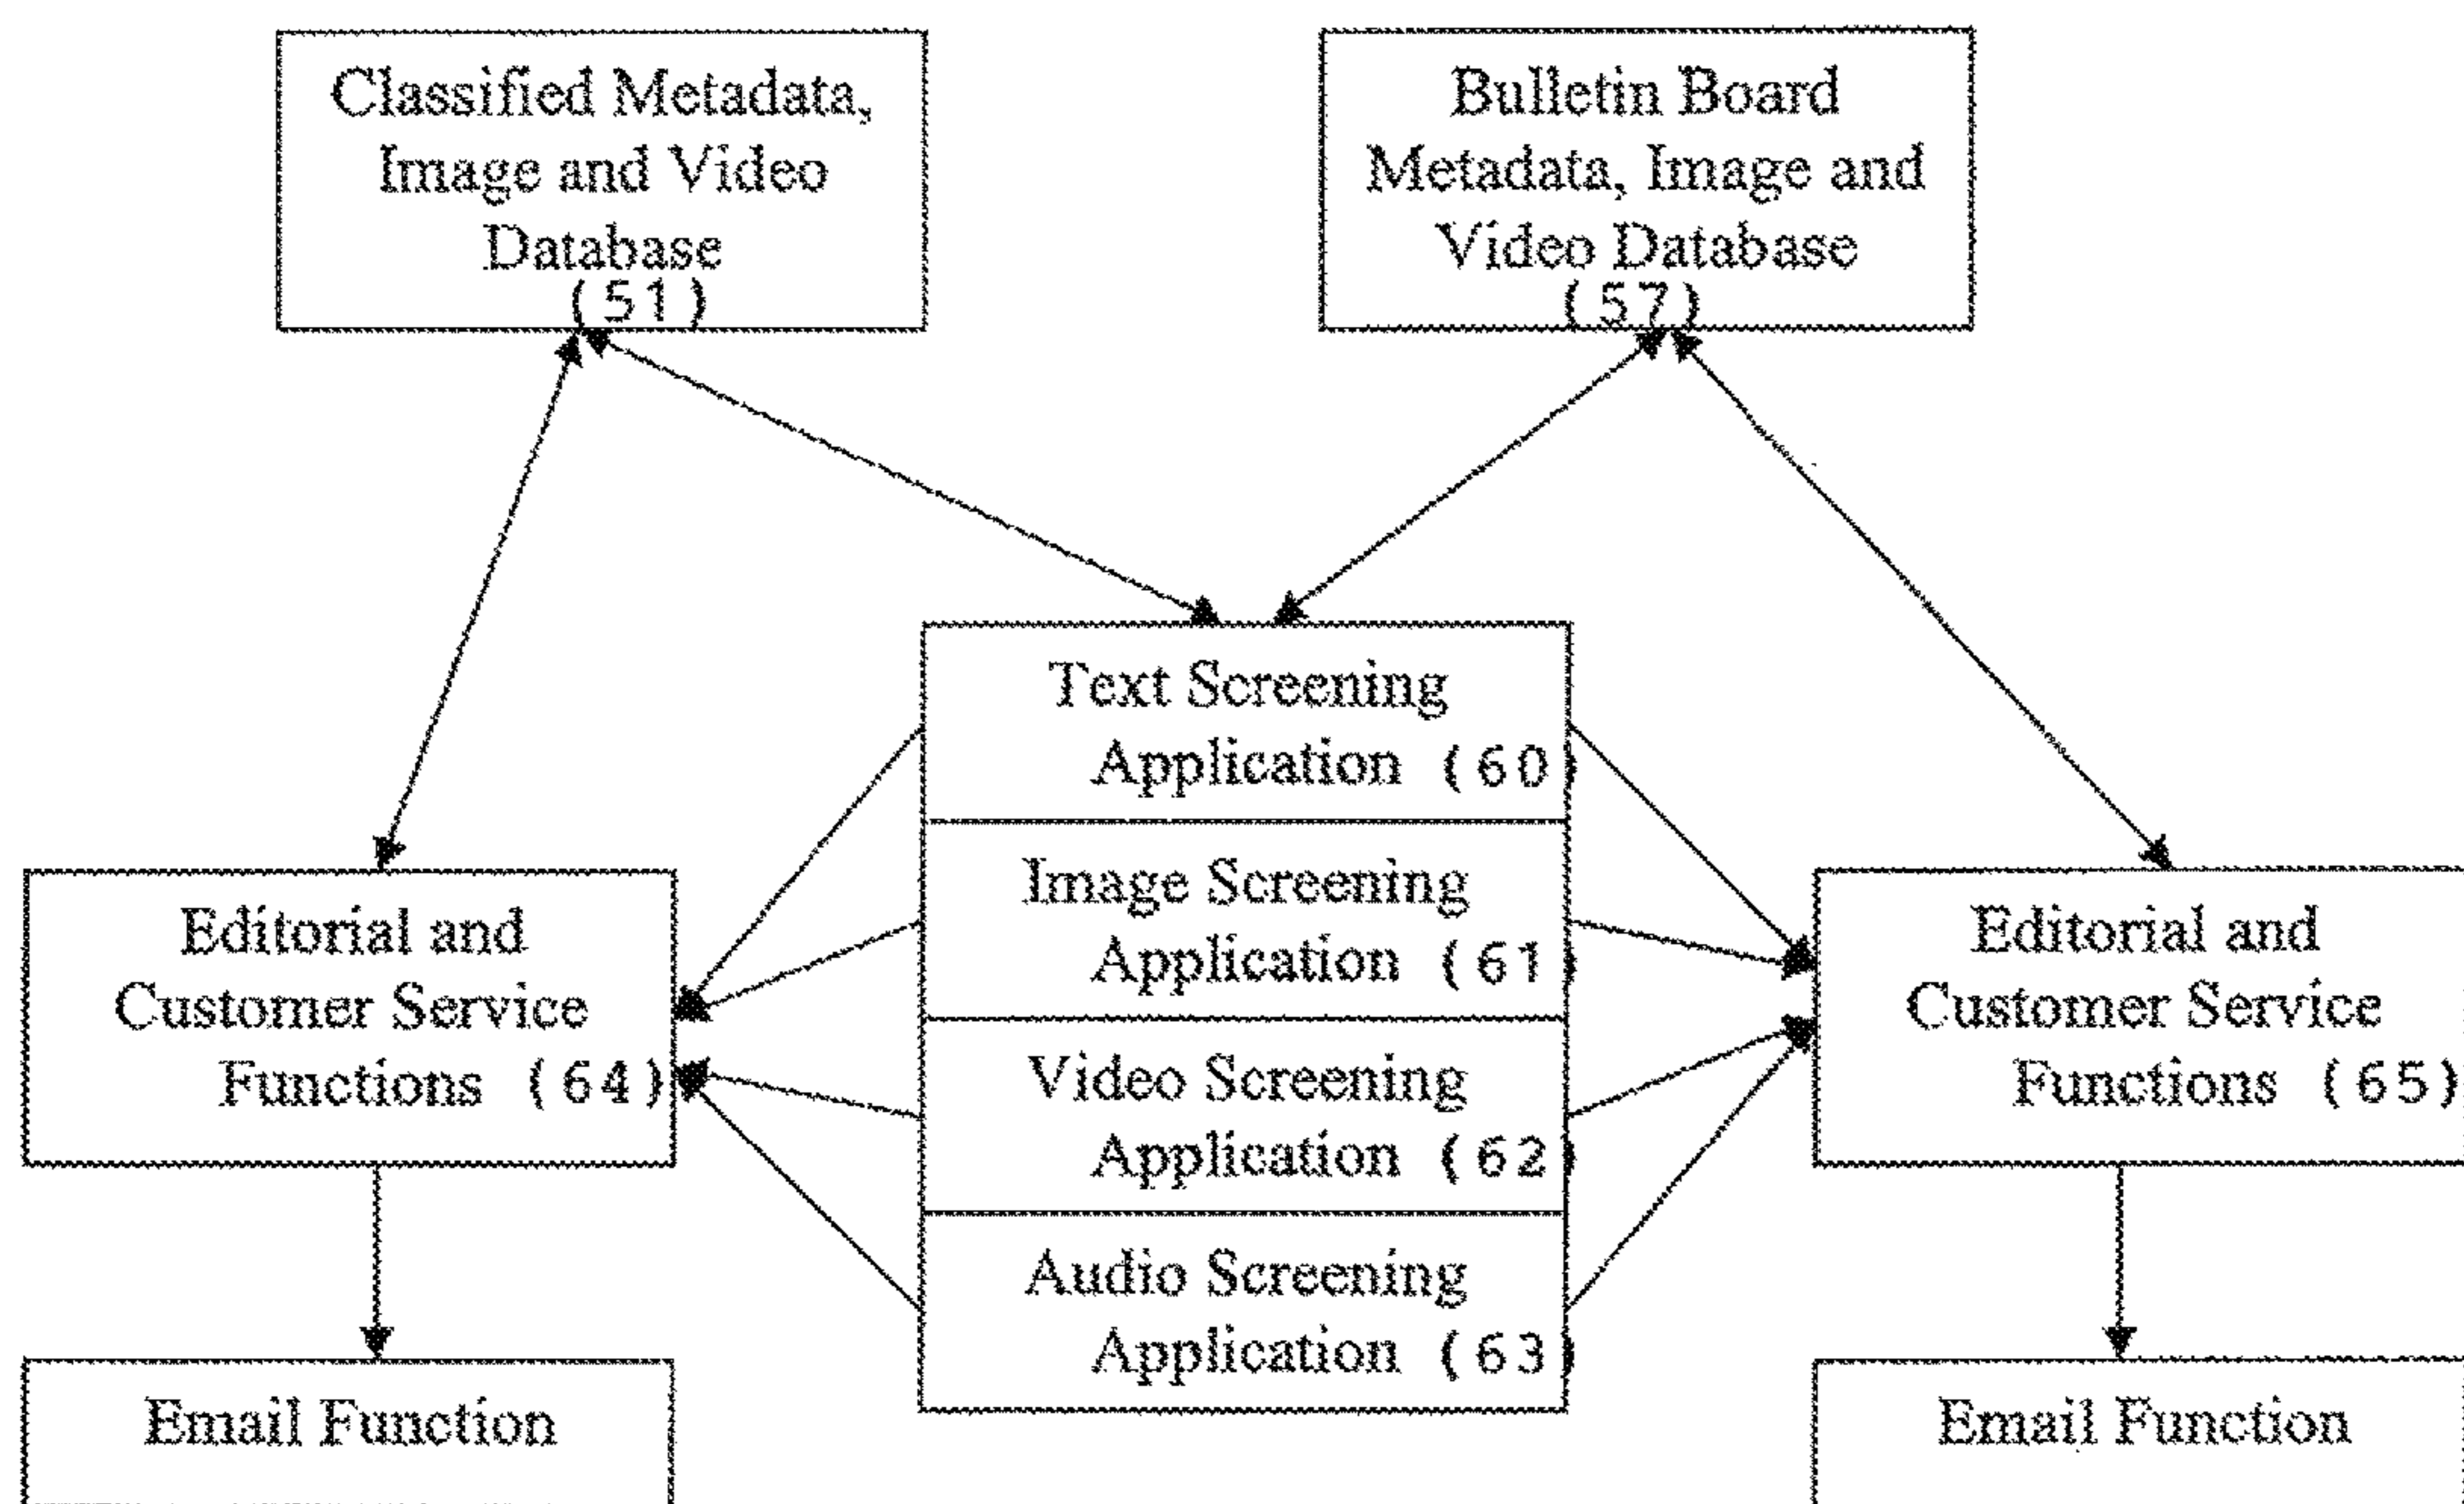 Classified Metadata,
Image and Video
Database
(51)
Bulletin Board
Metadata, Image and
Video Database
(57)
Text Screening
Application (60)
Image Screening
Application (61)
Video Screening
Application (62)
Audio Screening
Application (63)
Editorial and
Customer Service
Functions (64)
Editorial and
Customer Service
Functions (65)
Email Function
Email Function